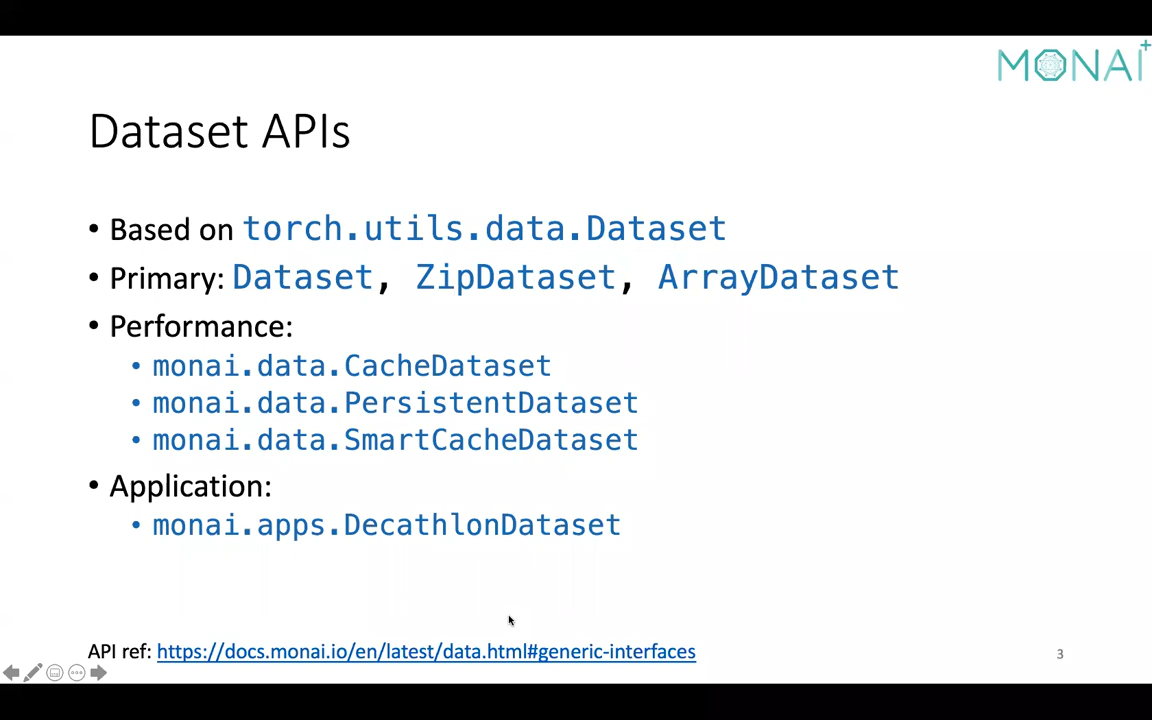 MONAI+
Dataset APIs
• Based on torch.utils.data.Dataset
• Primary: Dataset, ZipDataset, ArrayDataset
• Performance:
• monai.data.CacheDataset
• monai.data.PersistentDataset
• monai.data.SmartCacheDataset
• Application:
• monai.apps.DecathlonDataset
API ref: https://docs.monai.io/en/latest/data.html#generic-interfaces
3